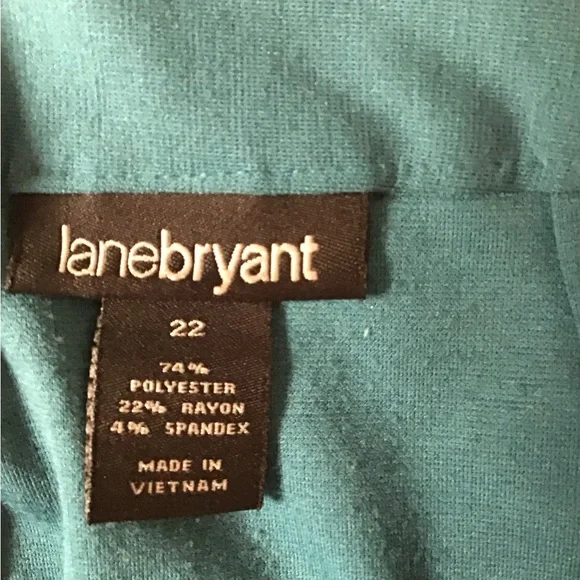 lanebryant
22
74%
POLYESTER
22% RAYON
4% SPANDEX
MADE IN
VIETNAM